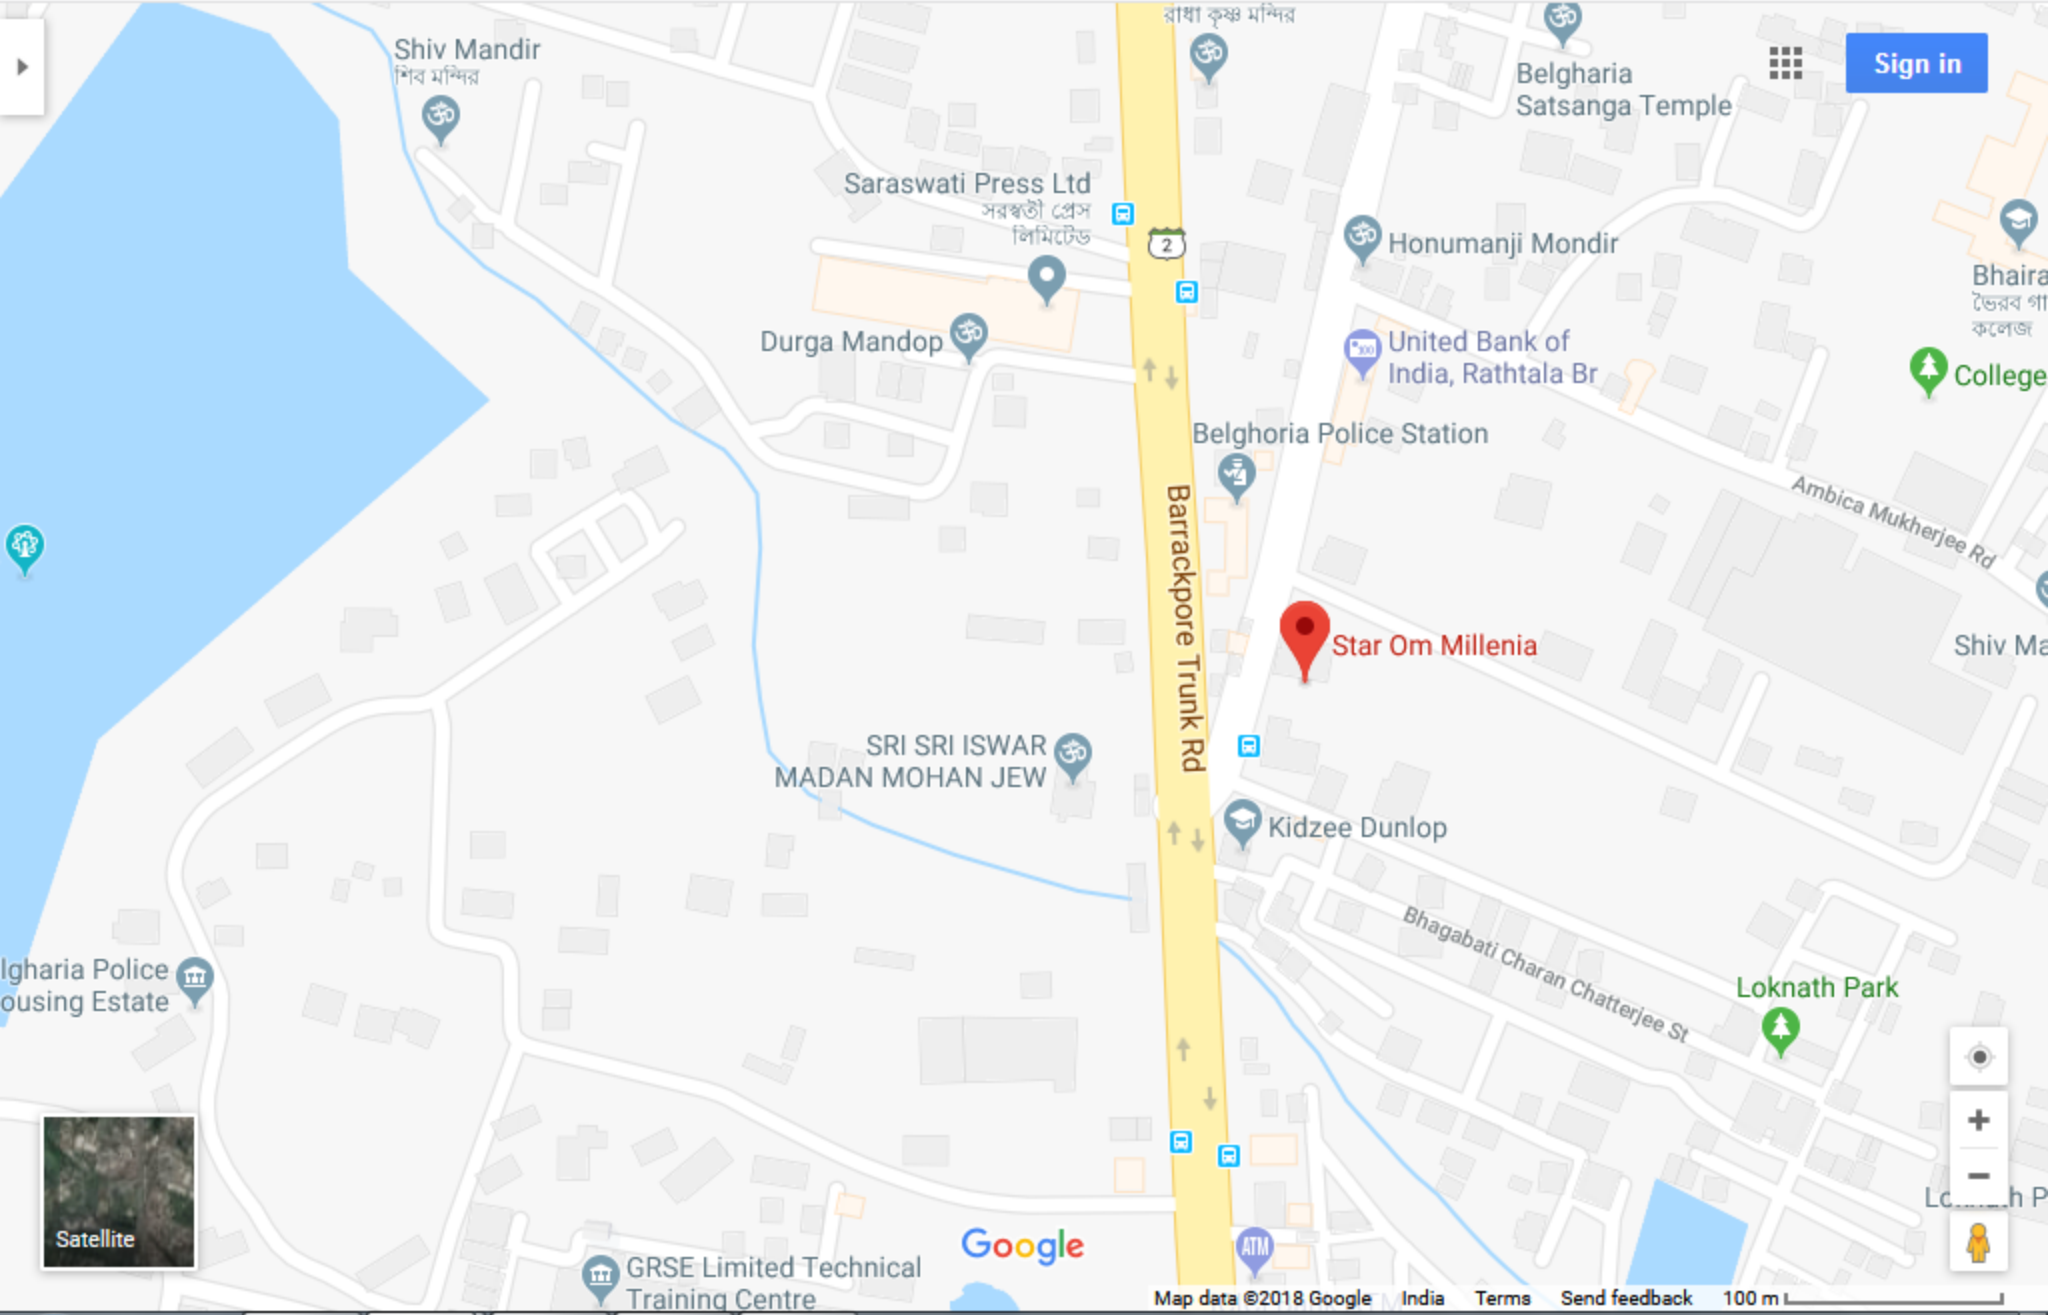 রাধা কৃষ্ণ মন্দির
Shiv Mandir
শিব মন্দির
Belgharia
Satsanga Temple
Sign in
Saraswati Press Ltd
সরস্বতী প্রেস
লিমিটেড
2
Honumanji Mondir
Bhaira
ভৈরব গা
কলেজ
Durga Mandop
United Bank of
India, Rathtala Br
College
Belghoria Police Station
Ambica Mukherjee Rd
Barrackpore Trunk Rd
Star Om Millenia
Shiv Ma
SRI SRI ISWAR
MADAN MOHAN JEW
Kidzee Dunlop
Bhagabati Charan Chatterjee St
lgharia Police
ousing Estate
Loknath Park
Satellite
Google
ATM
GRSE Limited Technical
Training Centre
Map data ©2018 Google India Terms Send feedback 100 m